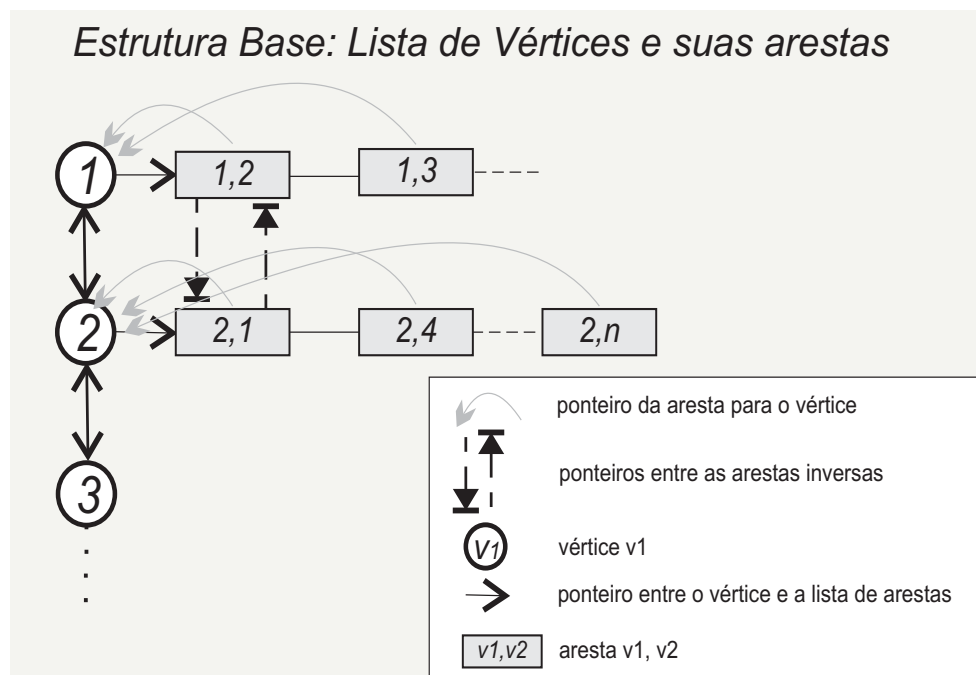 Estrutura Base: Lista de Vértices e suas arestas
1
1,2
1,3
2
2,1
2,4
2,n
3
ponteiro da aresta para o vértice
ponteiros entre as arestas inversas
v1
vértice v1
ponteiro entre o vértice e a lista de arestas
v1,v2
aresta v1, v2